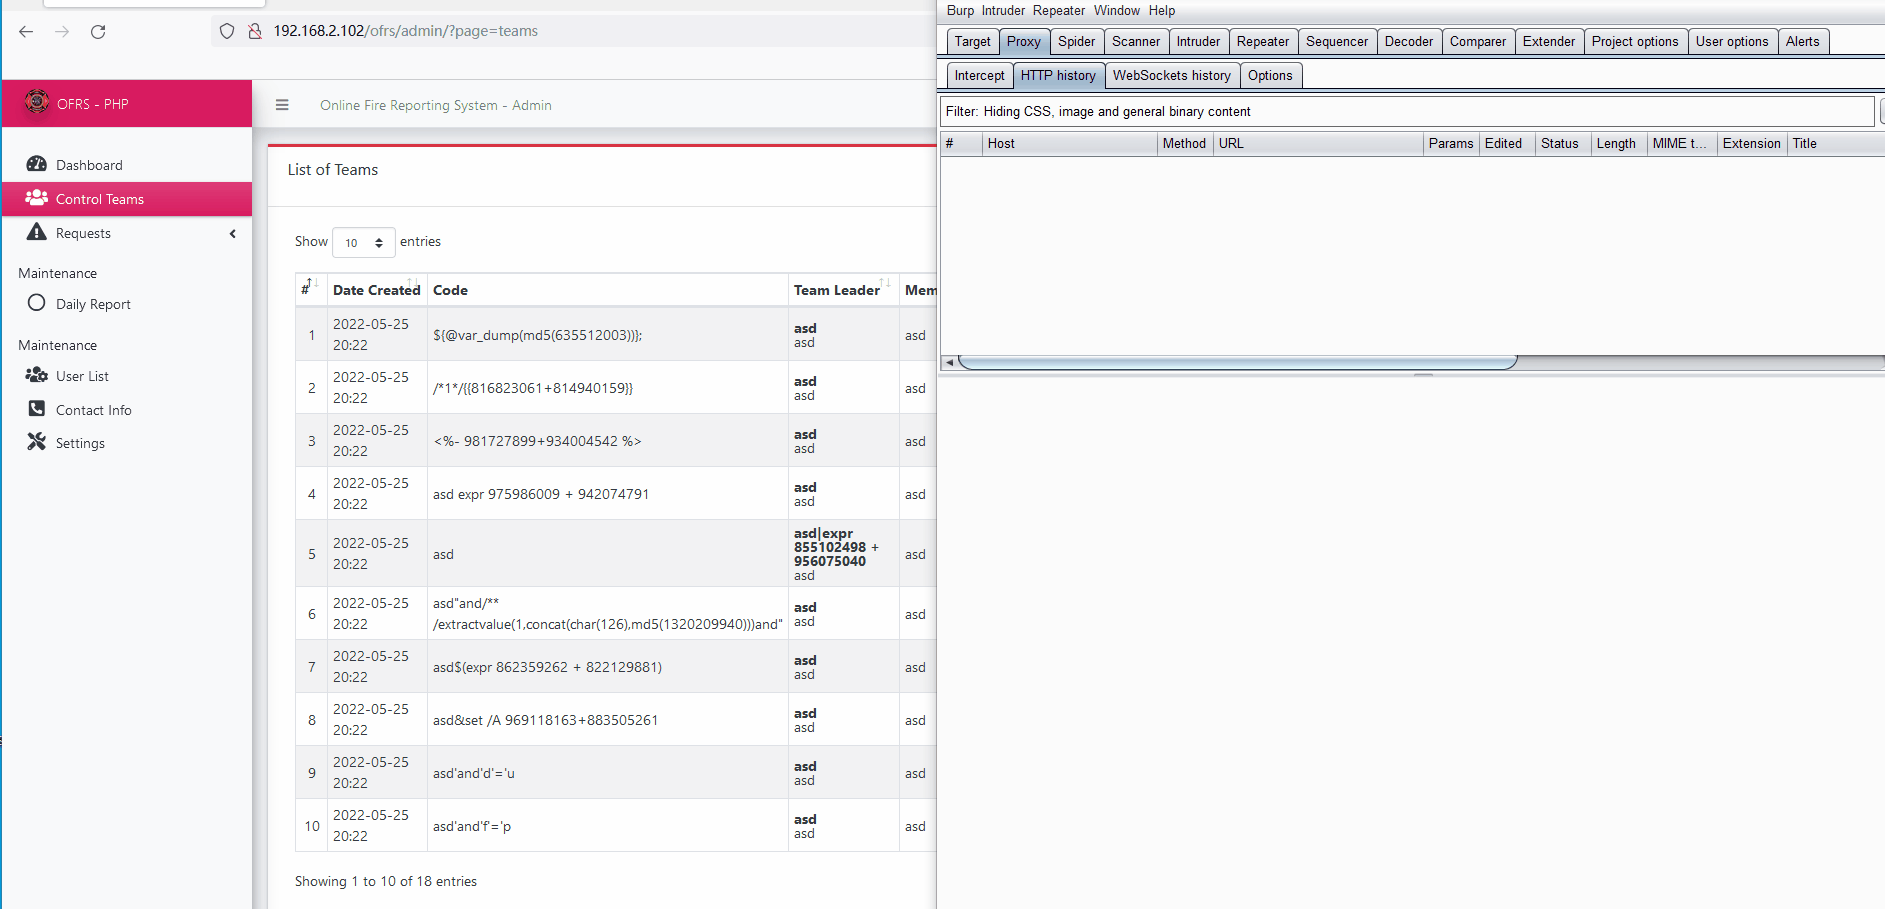 192.168.2.102/ofrs/admin/?page=teams
OFRS - PHP
Online Fire Reporting System - Admin
Dashboard
Control Teams
Requests
Maintenance
Daily Report
Maintenance
User List
Contact Info
Settings
List of Teams
Show 10 entries
# Date Created Code Team Leader Mem
1 2022-05-25 20:22 ${@var_dump(md5(635512003))}; asd asd asd
2 2022-05-25 20:22 /*1*/{{816823061+814940159}} asd asd asd
3 2022-05-25 20:22 <%- 981727899+934004542 %> asd asd asd
4 2022-05-25 20:22 asd expr 975986009 + 942074791 asd asd asd
5 2022-05-25 20:22 asd asd|expr 855102498 + 956075040 asd asd
6 2022-05-25 20:22 asd"and/** /extractvalue(1,concat(char(126),md5(1320209940)))and" asd asd asd
7 2022-05-25 20:22 asd$(expr 862359262 + 822129881) asd asd asd
8 2022-05-25 20:22 asd&set /A 969118163+883505261 asd asd asd
9 2022-05-25 20:22 asd'and'd'='u asd asd asd
10 2022-05-25 20:22 asd'and'f'='p asd asd asd
Showing 1 to 10 of 18 entries
Burp Intruder Repeater Window Help
Target Proxy Spider Scanner Intruder Repeater Sequencer Decoder Comparer Extender Project options User options Alerts
Intercept HTTP history WebSockets history Options
Filter: Hiding CSS, image and general binary content
# Host Method URL Params Edited Status Length MIME t... Extension Title